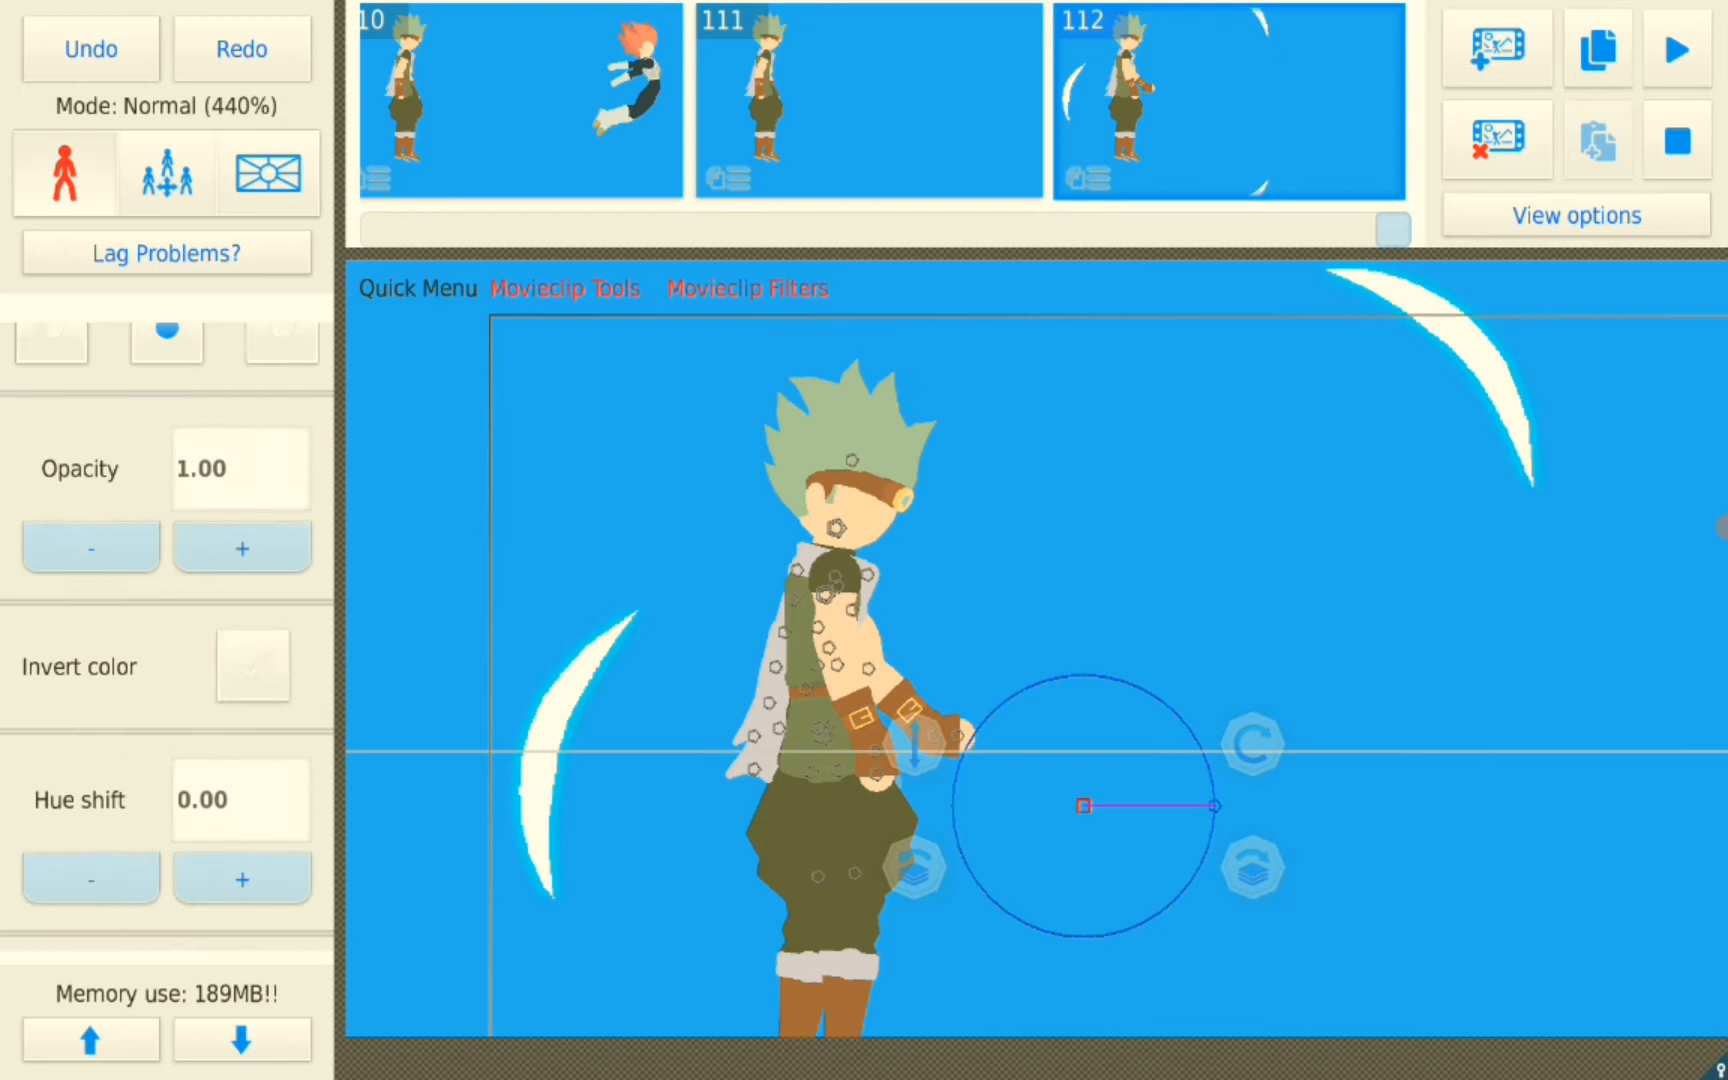 Undo
Redo
Mode: Normal (440%)
Lag Problems?
Opacity
1.00
-
+
Invert color
Hue shift
0.00
-
+
Memory use: 189MB!!
10
111
112
View options
Quick Menu
Movieclip Tools
Movieclip Filters